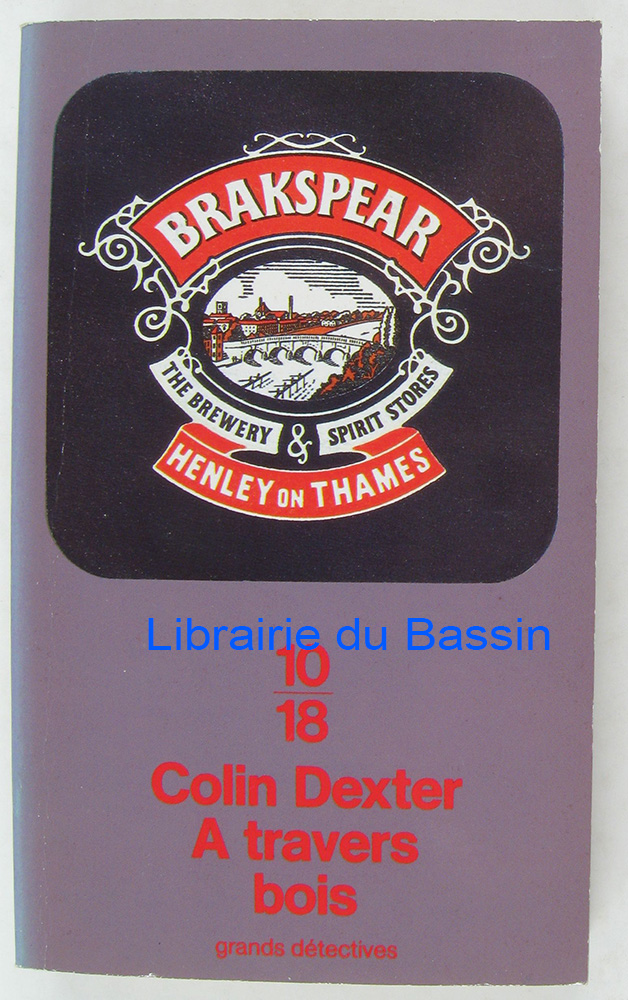 BRAKSPEAR
THE BREWERY & SPIRIT STORES
HENLEY ON THAMES
Librairie du Bassin
10
18
Colin Dexter
A travers
bois
grands détectives